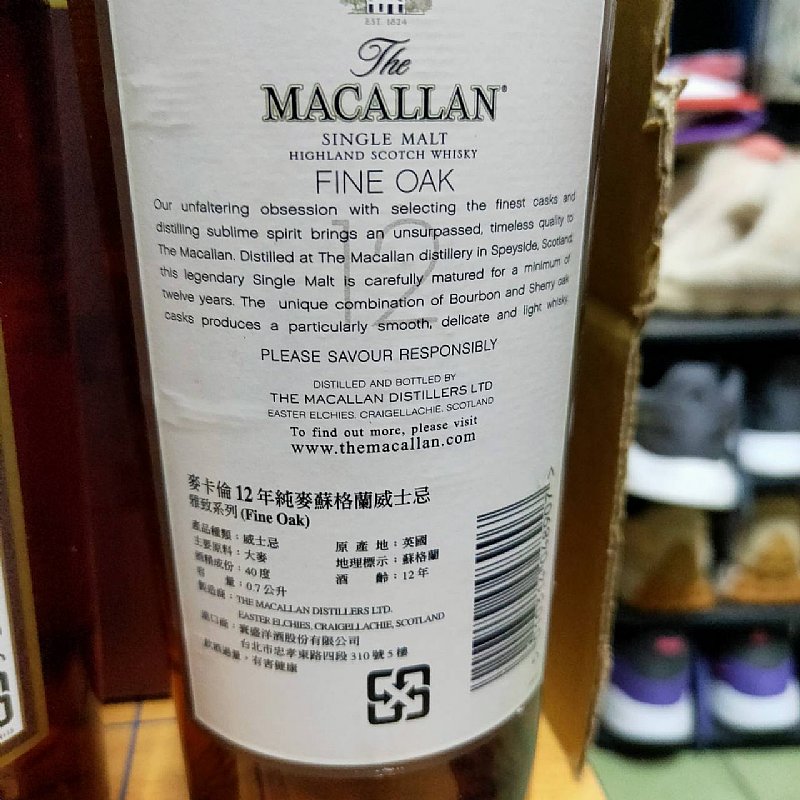 EST. 1824
The
MACALLAN®
SINGLE MALT
HIGHLAND SCOTCH WHISKY
FINE OAK
12
Our unfaltering obsession with selecting the finest casks and
distilling sublime spirit brings an unsurpassed, timeless quality to
The Macallan. Distilled at The Macallan distillery in Speyside, Scotland,
this legendary Single Malt is carefully matured for a minimum of
twelve years. The unique combination of Bourbon and Sherry oak
casks produces a particularly smooth, delicate and light whisky.
PLEASE SAVOUR RESPONSIBLY
DISTILLED AND BOTTLED BY
THE MACALLAN DISTILLERS LTD
EASTER ELCHIES, CRAIGELLACHIE, SCOTLAND
To find out more, please visit
www.themacallan.com
麥卡倫 12 年純麥蘇格蘭威士忌
雅致系列 (Fine Oak)
產品種類：威士忌
主要原料：大麥 原 產 地：英國
酒精成份：40 度 地理標示：蘇格蘭
容 量：0.7 公升 酒 齡：12 年
製造商：THE MACALLAN DISTILLERS LTD.
EASTER ELCHIES, CRAIGELLACHIE, SCOTLAND
進口商：寰盛洋酒股份有限公司
台北市忠孝東路四段 310 號 5 樓
飲酒過量，有害健康